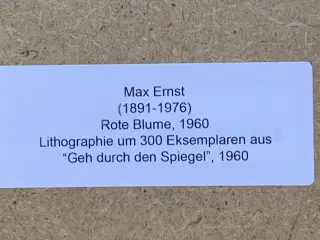 Max Ernst
(1891-1976)
Rote Blume, 1960
Lithographie um 300 Eksemplaren aus
“Geh durch den Spiegel”, 1960